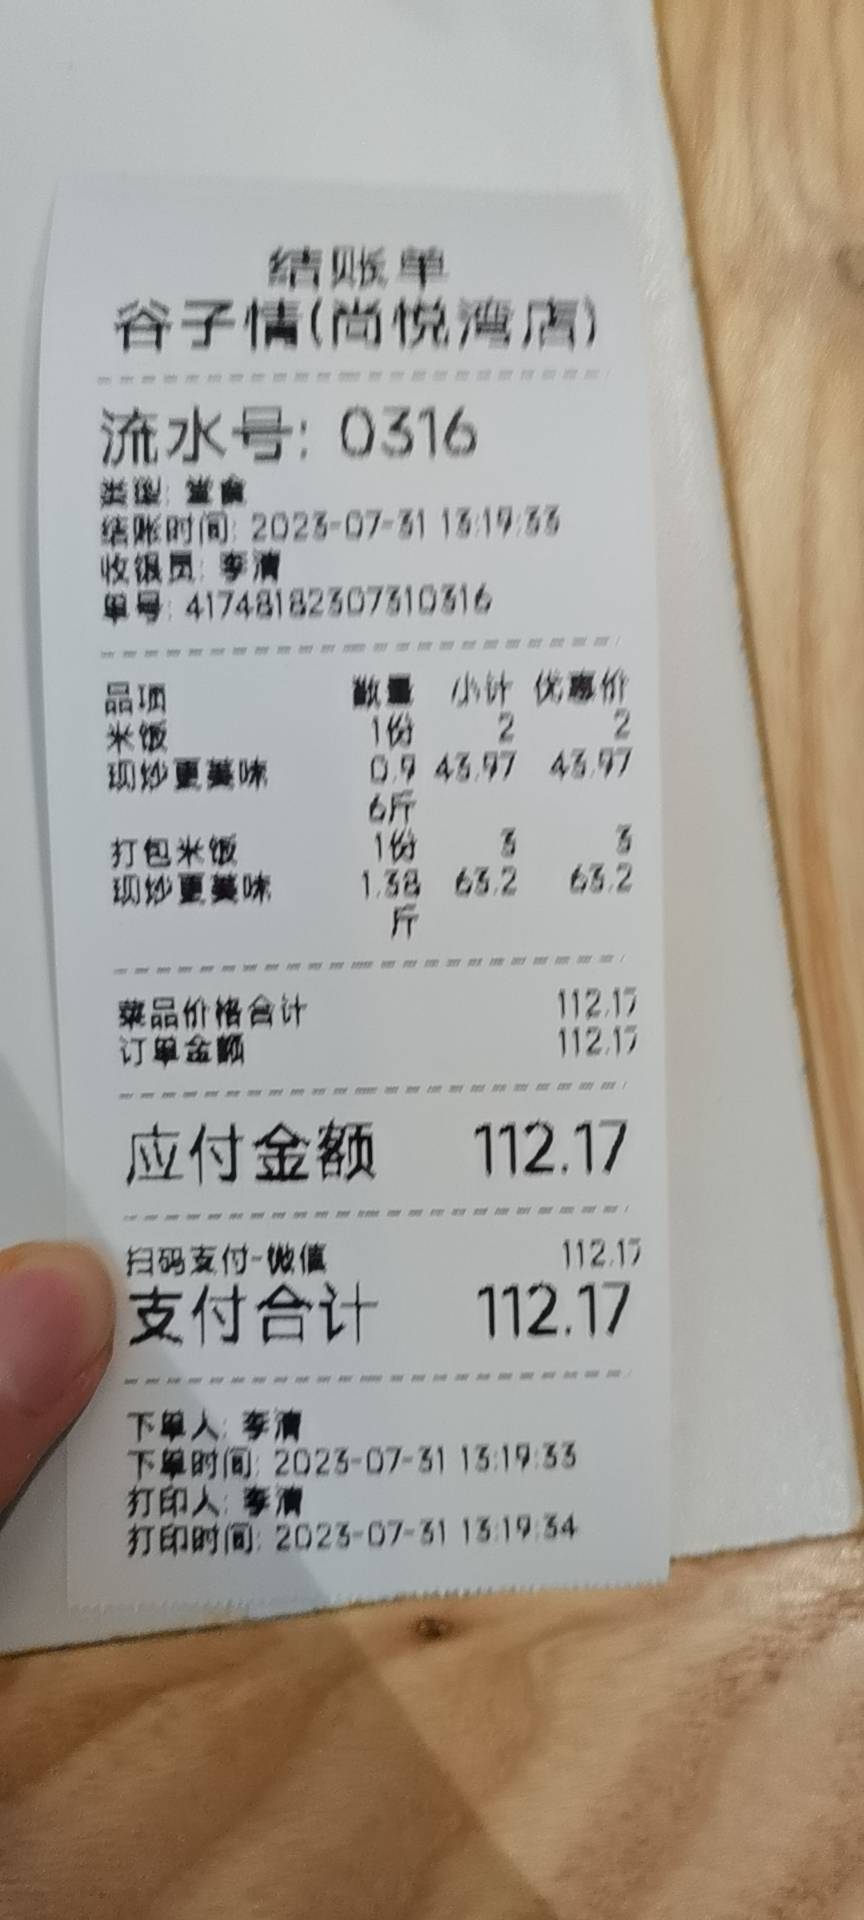 结账单
谷子情(尚悦湾店)
流水号: 0316
类型: 堂食
结账时间: 2023-07-31 13:19:33
收银员: 李清
单号: 41748182307310316
品项 数量 小计 优惠价
米饭 1份 2 2
现炒更美味 0.9 43.97 43.97
6斤
打包米饭 1份 3 3
现炒更美味 1.38 63.2 63.2
斤
菜品价格合计 112.17
订单金额 112.17
应付金额 112.17
扫码支付-微信 112.17
支付合计 112.17
下单人: 李清
下单时间: 2023-07-31 13:19:33
打印人: 李清
打印时间: 2023-07-31 13:19:34